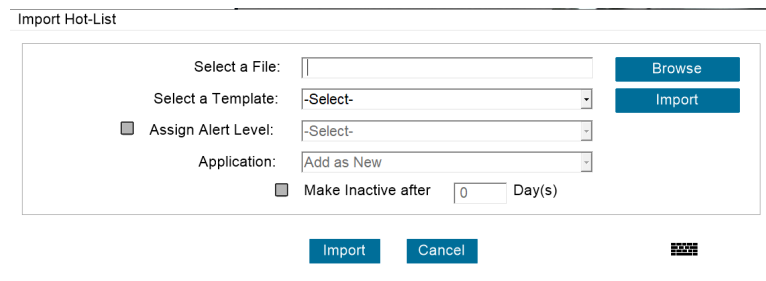 Import Hot-List
Select a File: Browse
Select a Template: -Select- Import
Assign Alert Level: -Select-
Application: Add as New
Make Inactive after 0 Day(s)
Import Cancel